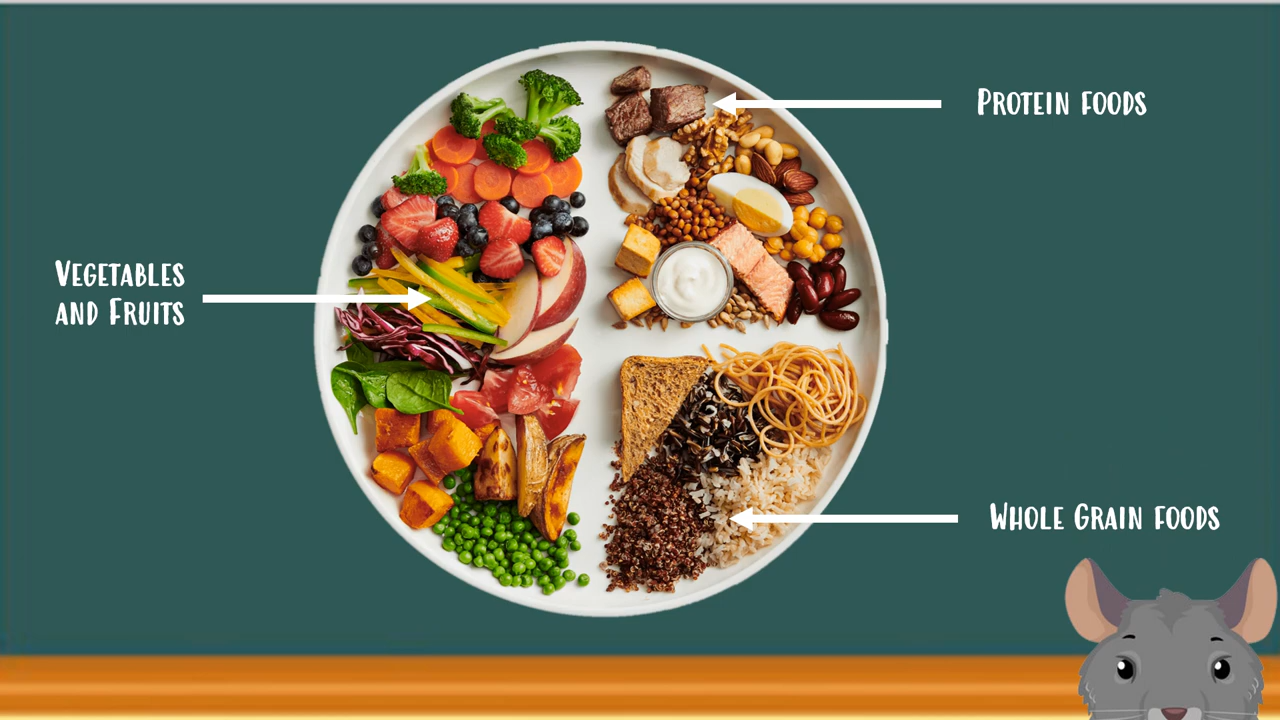 Protein foods
Vegetables
and Fruits
Whole Grain foods